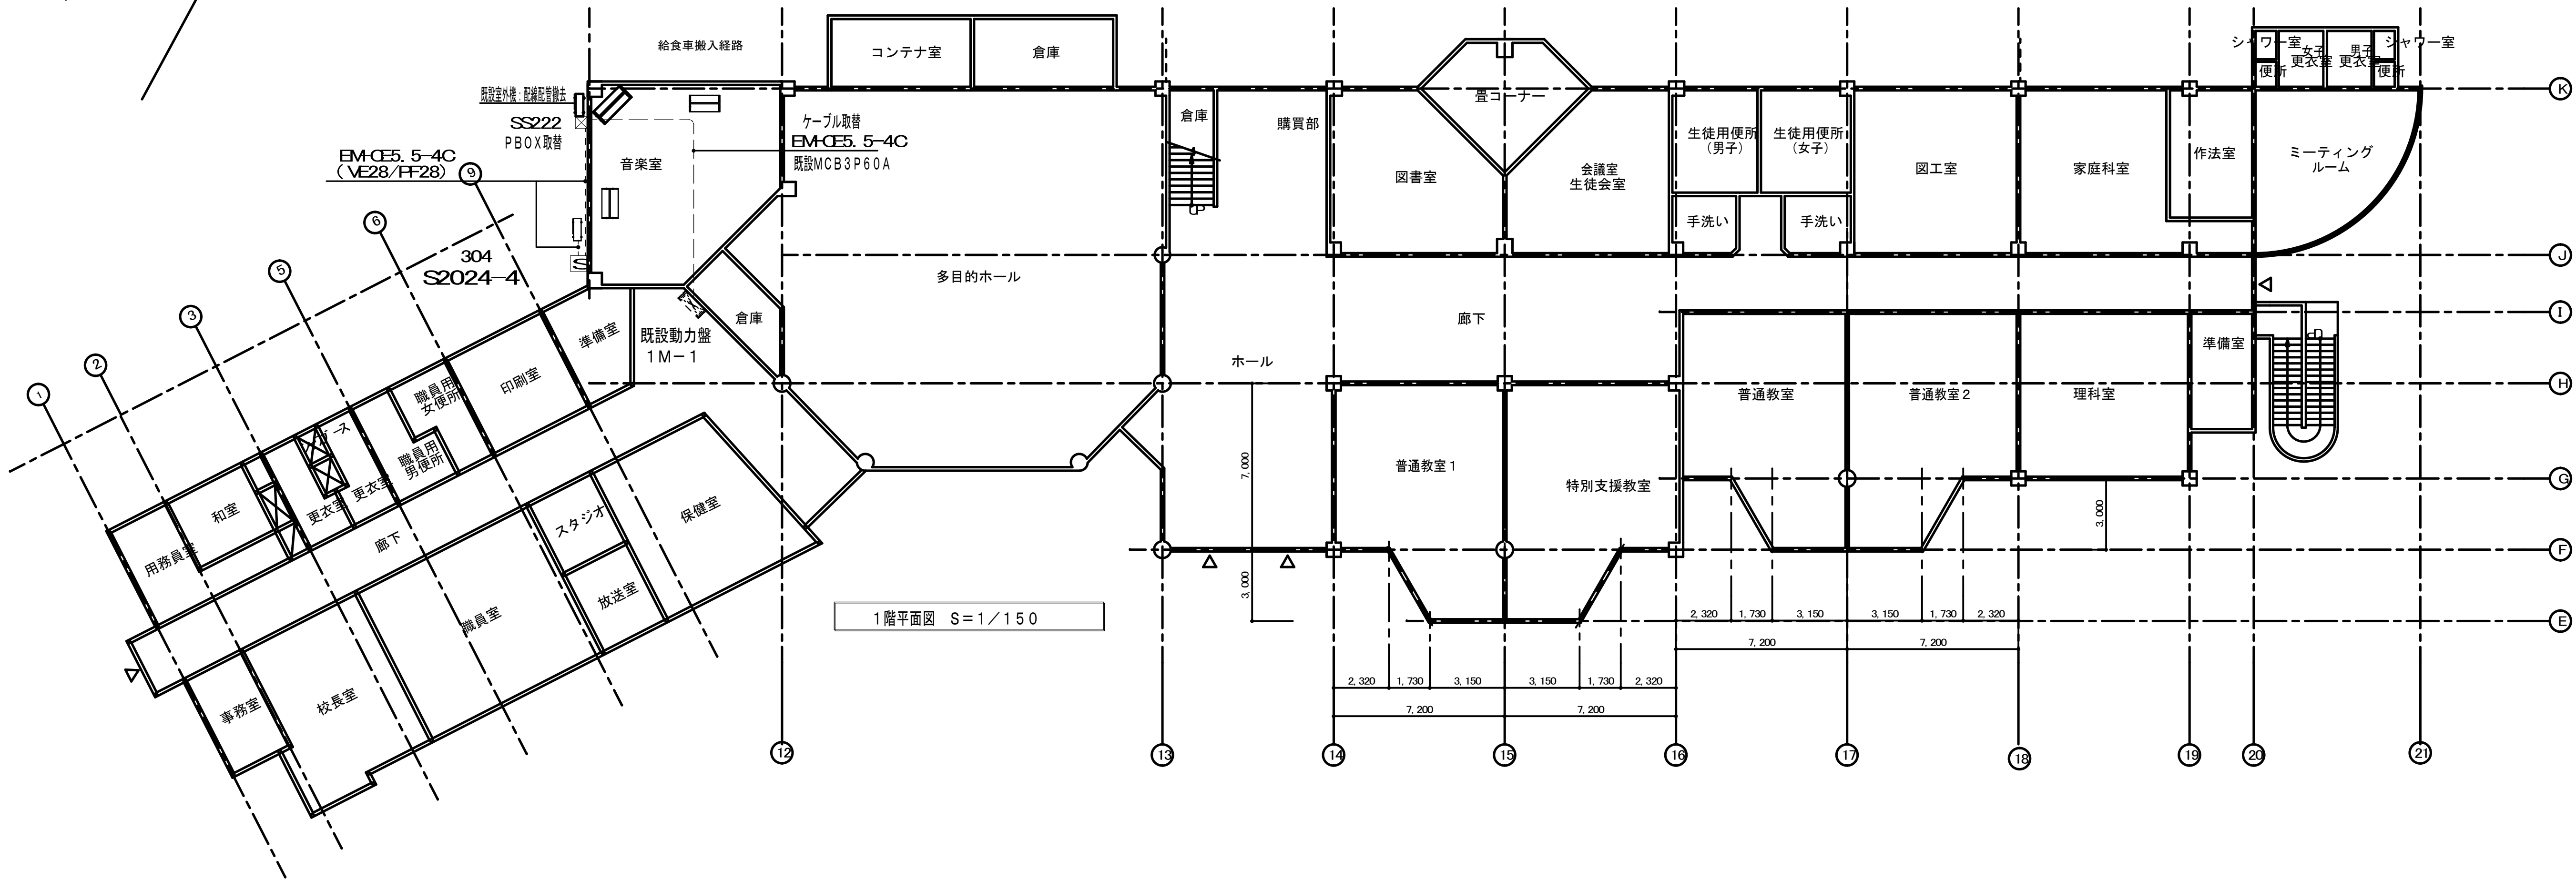 給食車搬入経路
コンテナ室
倉庫
シャワー室
女子
更衣室
便所
男子
更衣室
シャワー室
便所
K
既設室外機：配線配管撤去
SS222
PBOX取替
EM-CE5.5-4C
(VE28/PF28)
音楽室
ケーブル取替
EM-CE5.5-4C
既設MCB3P60A
倉庫
UP
購買部
図書室
畳コーナー
会議室
生徒会室
生徒用便所
(男子)
生徒用便所
(女子)
手洗い
手洗い
図工室
家庭科室
作法室
ミーティング
ルーム
S
304
S2024-4
多目的ホール
J
倉庫
既設動力盤
1M-1
準備室
印刷室
職員用
女便所
職員用
男便所
更衣室
更衣室
和室
用務員室
廊下
スタジオ
放送室
保健室
職員室
校長室
事務室
ホール
廊下
I
H
普通教室
普通教室2
理科室
準備室
普通教室1
特別支援教室
G
F
E
7,000
3,000
3,000
1階平面図 S=1/150
2,320
1,730
3,150
3,150
1,730
2,320
7,200
7,200
2,320
1,730
3,150
3,150
1,730
2,320
7,200
7,200
1
2
3
5
6
9
12
13
14
15
16
17
18
19
20
21